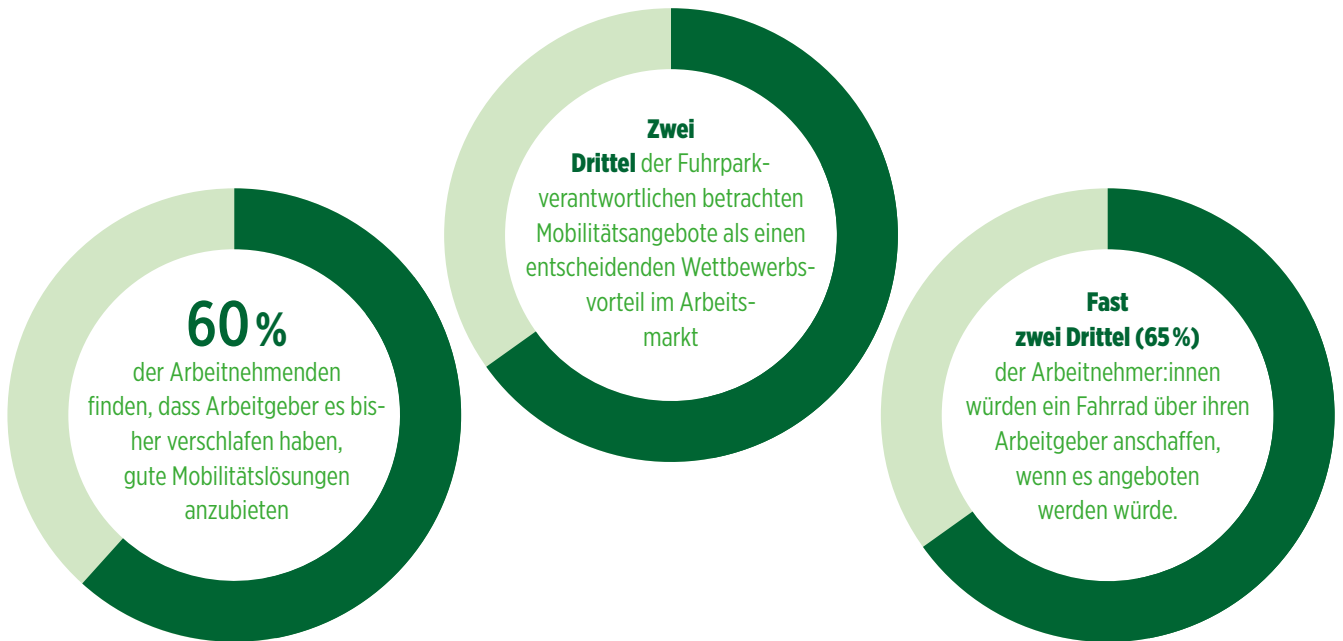 60 %
der Arbeitnehmenden
finden, dass Arbeitgeber es bis-
her verschlafen haben,
gute Mobilitätslösungen
anzubieten
Zwei
Drittel der Fuhrpark-
verantwortlichen betrachten
Mobilitätsangebote als einen
entscheidenden Wettbewerbs-
vorteil im Arbeits-
markt
Fast
zwei Drittel (65 %)
der Arbeitnehmer:innen
würden ein Fahrrad über ihren
Arbeitgeber anschaffen,
wenn es angeboten
werden würde.